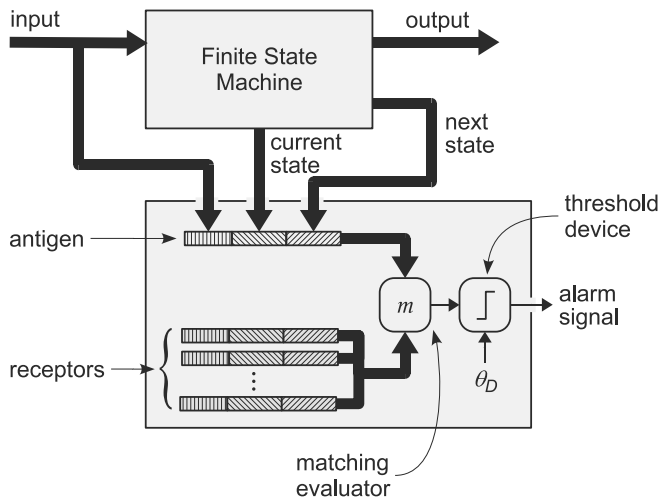 input
output
Finite State
Machine
current
state
next
state
threshold
device
antigen
m
alarm
signal
receptors
θD
matching
evaluator